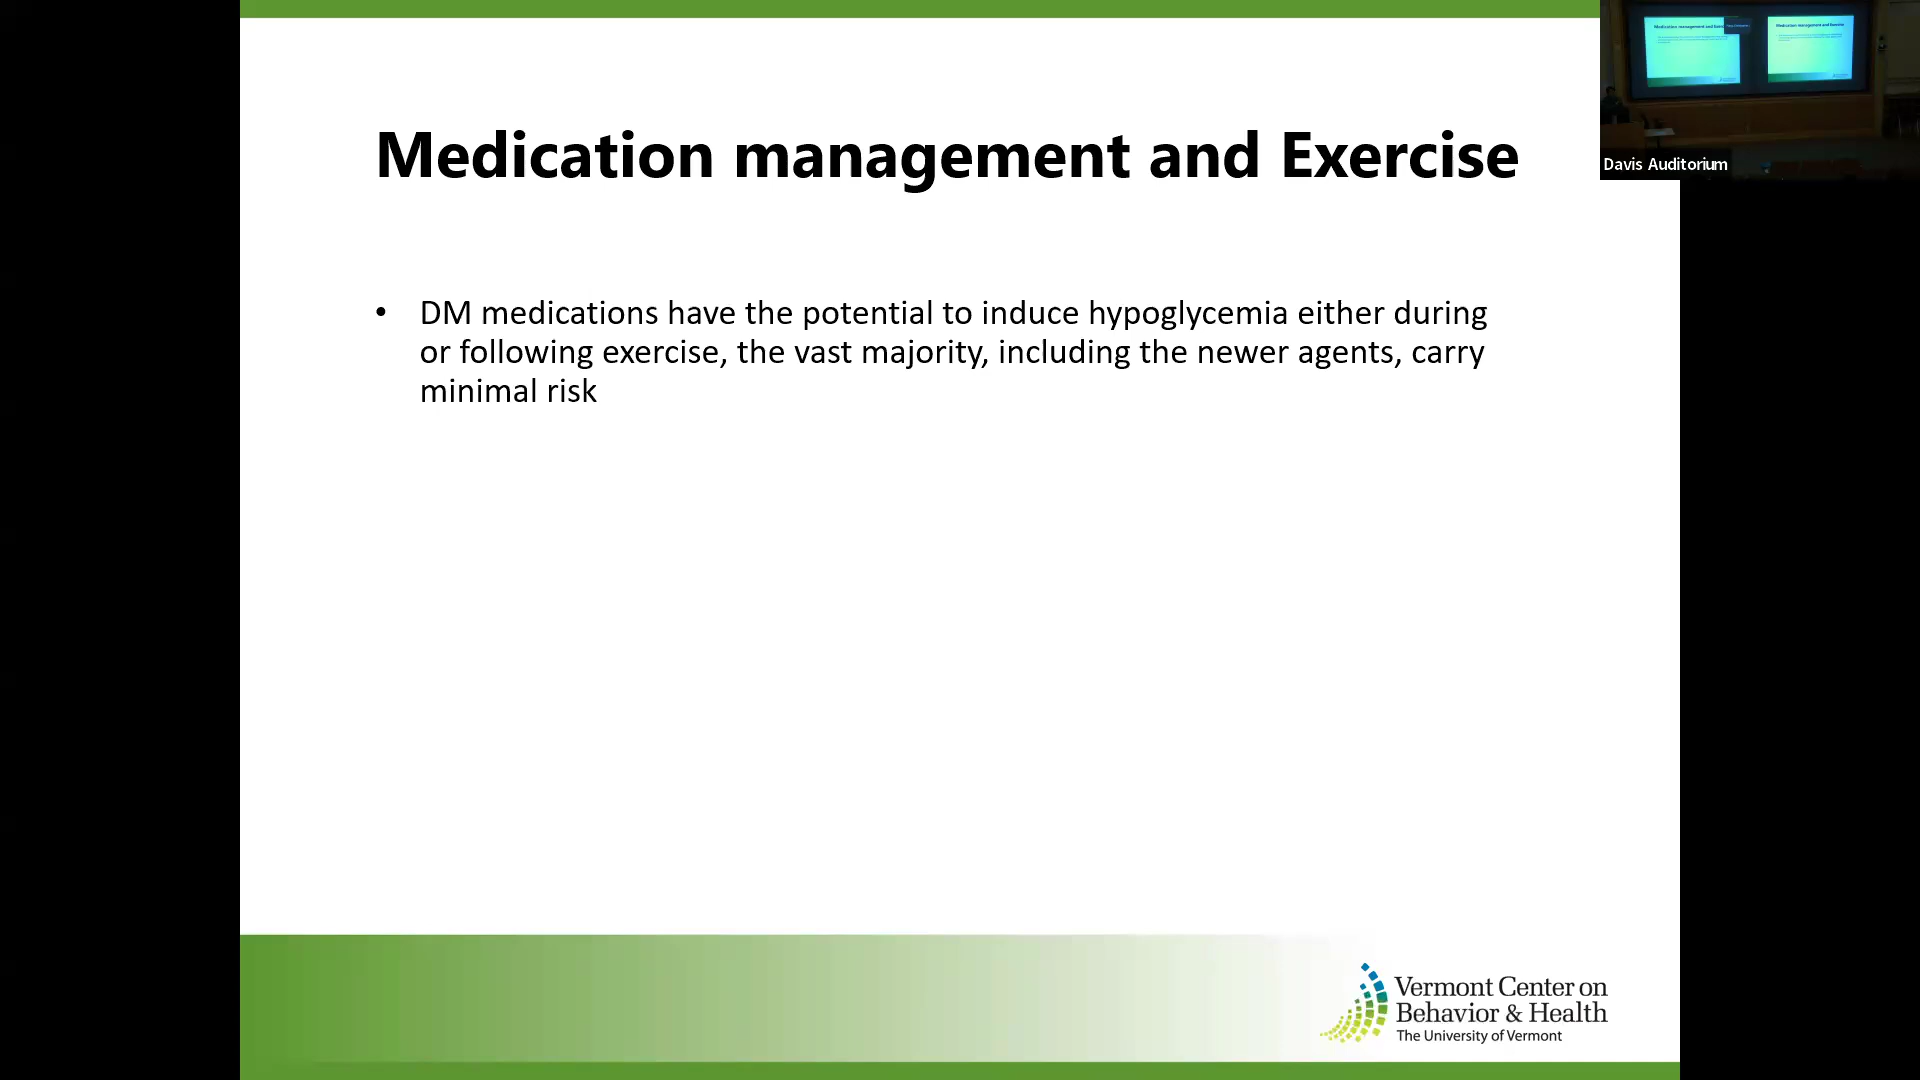 Medication management and Exercise
• DM medications have the potential to induce hypoglycemia either during
or following exercise, the vast majority, including the newer agents, carry
minimal risk
Davis Auditorium
Vermont Center on
Behavior & Health
The University of Vermont